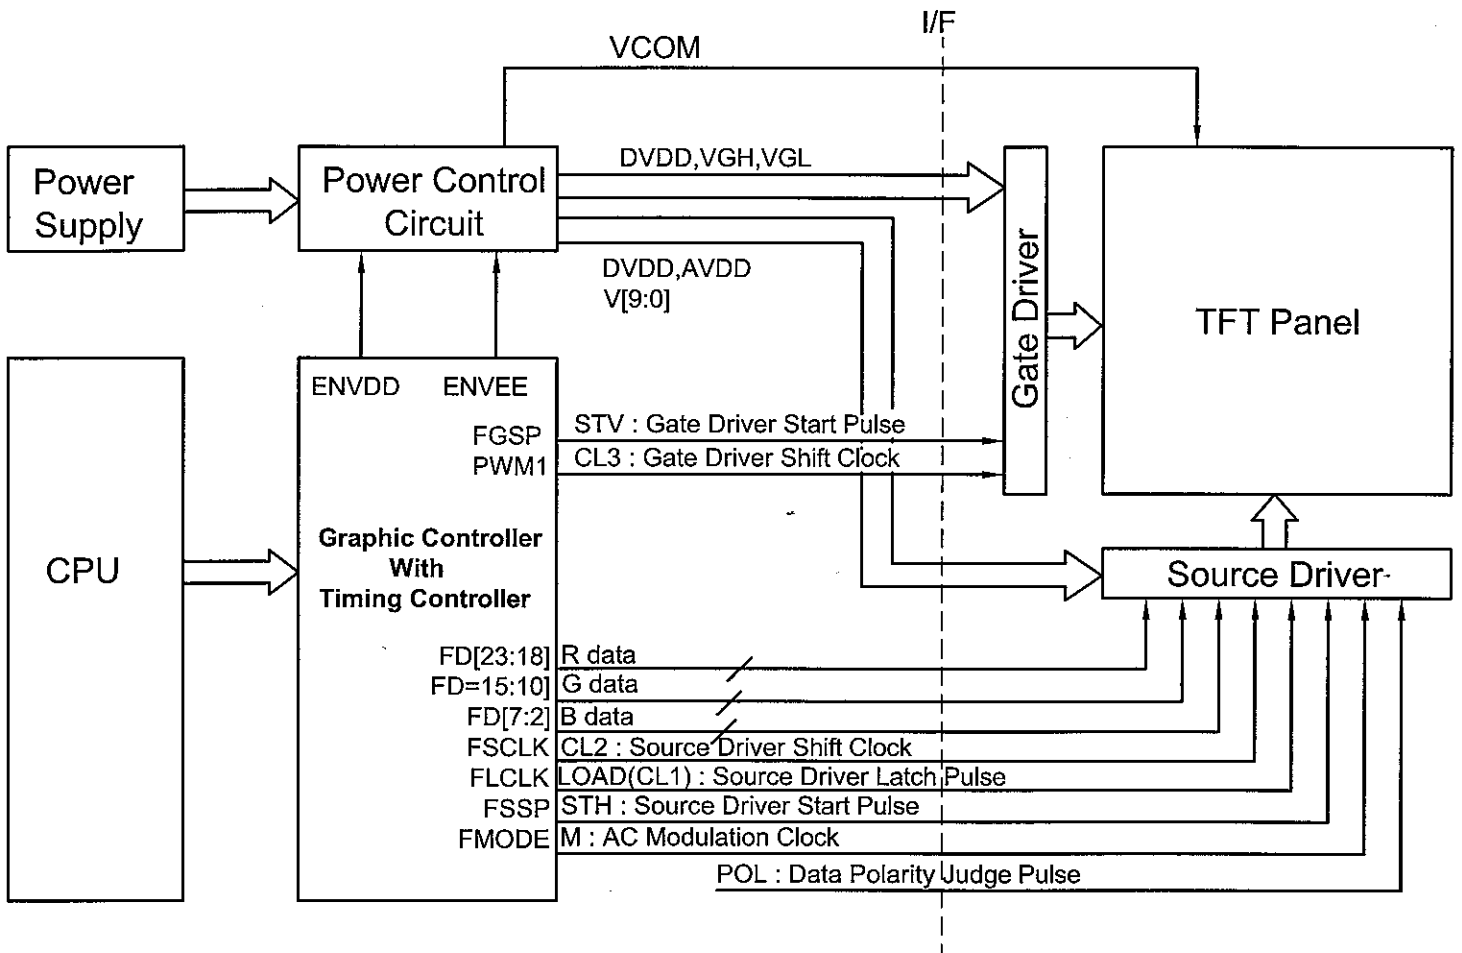 I/F
VCOM
Power
Supply
Power Control
Circuit
DVDD,VGH,VGL
DVDD,AVDD
V[9:0]
Gate Driver
TFT Panel
CPU
ENVDD ENVEE
FGSP STV : Gate Driver Start Pulse
PWM1 CL3 : Gate Driver Shift Clock
Graphic Controller
With
Timing Controller
Source Driver
FD[23:18] R data
FD=15:10] G data
FD[7:2] B data
FSCLK CL2 : Source Driver Shift Clock
FLCLK LOAD(CL1) : Source Driver Latch Pulse
FSSP STH : Source Driver Start Pulse
FMODE M : AC Modulation Clock
POL : Data Polarity Judge Pulse